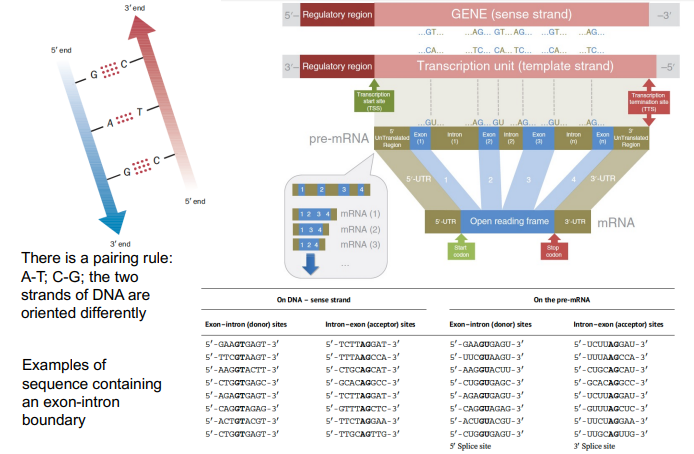 3' end
5' end
G
C
A
T
G
C
5' end
3' end
There is a pairing rule:
A-T; C-G; the two
strands of DNA are
oriented differently
Examples of
sequence containing
an exon-intron
boundary
5'–
Regulatory region
GENE (sense strand)
–3'
...GT... ...AG... GT... ...AG... ...GT... ...AG...
...CA... ...TC... CA... ...TC... ...CA... ...TC...
3'–
Regulatory region
Transcription unit (template strand)
–5'
Transcription
start site
(TSS)
Transcription
termination site
(TTS)
...GU... ...AG... GU ...AG... ...GU... ...AG...
pre-mRNA
5'
UnTranslated
Region
Exon
(1)
Intron
(1)
Exon
(2)
Intron
(2)
Exon
(3)
Intron
(n)
Exon
(n)
3'
UnTranslated
Region
5'-UTR
1
2
3
4
3'-UTR
5'-UTR
Open reading frame
3'-UTR
mRNA
Start
codon
Stop
codon
1 2 3 4
1 2 3 4 mRNA (1)
1 3 4 mRNA (2)
1 2 4 mRNA (3)
...
On DNA – sense strand
On the pre-mRNA
Exon–intron (donor) sites Intron–exon (acceptor) sites Exon–intron (donor) sites Intron–exon (acceptor) sites
5'-GAAGTGAGT-3' 5'-TCTTAGGAT-3' 5'-GAAGUGAGU-3' 5'-UCUUAGGAU-3'
5'-TTCGTAAGT-3' 5'-TTTAAGCCA-3' 5'-UUCGUAAGU-3' 5'-UUUAAGCCA-3'
5'-AAGGTACTT-3' 5'-CTGCAGCAT-3' 5'-AAGGUACUU-3' 5'-CUGCAGCAU-3'
5'-CTGGTGAGC-3' 5'-GCACAGGCC-3' 5'-CUGGUGAGC-3' 5'-GCACAGGCC-3'
5'-AGAGTGAGT-3' 5'-TCTTAGGAT-3' 5'-AGAGUGAGU-3' 5'-UCUUAGGAU-3'
5'-CAGGTAGAG-3' 5'-GTTTAGCTC-3' 5'-CAGGUAGAG-3' 5'-GUUUAGCUC-3'
5'-ACTGTACGT-3' 5'-TTCTAGGAA-3' 5'-ACUGUACGU-3' 5'-UUCUAGGAA-3'
5'-CTGGTGAGT-3' 5'-TTGCAGTTG-3' 5'-CUGGUGAGU-3' 5'-UUGCAGUUG-3'
5' Splice site 3' Splice site